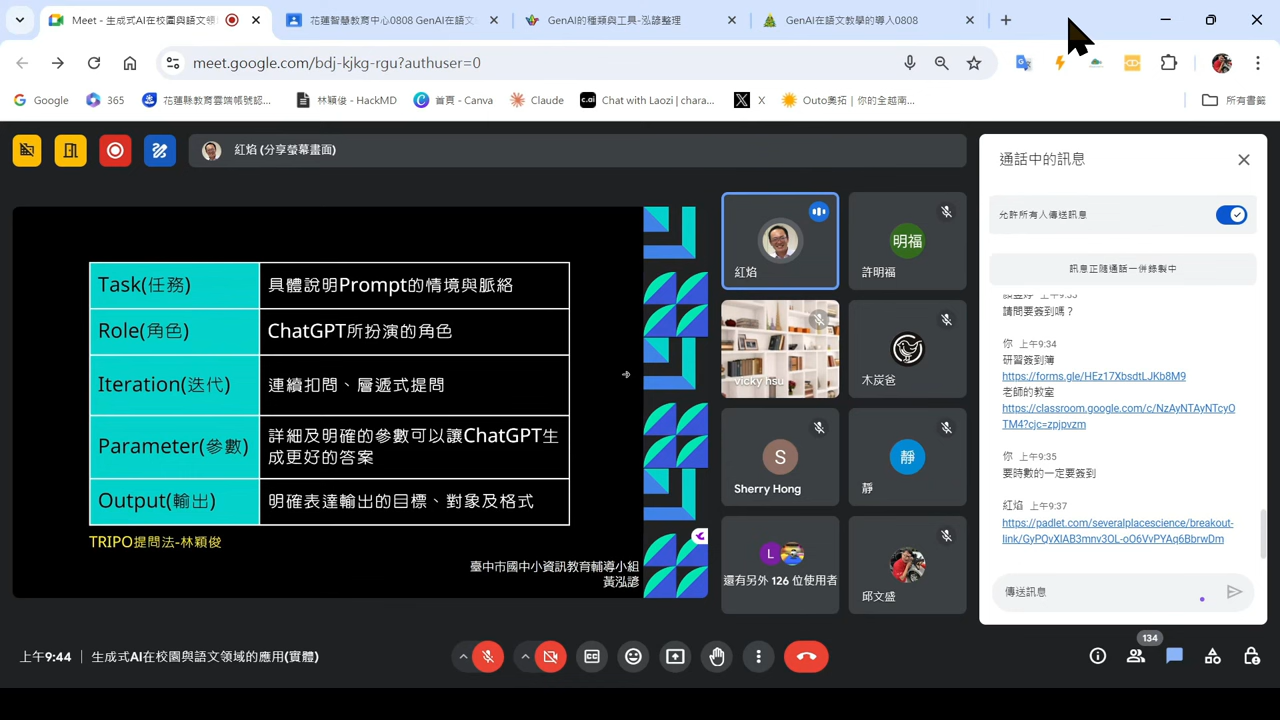 Meet - 生成式AI在校園與語文領
花蓮智慧教育中心0808 GenAI在語文
GenAI的種類與工具-泓諺整理
GenAI在語文教學的導入0808
meet.google.com/bdj-kjkg-rgu?authuser=0
Google
365
花蓮縣教育雲端帳號認...
林穎俊 - HackMD
首頁 - Canva
Claude
Chat with Laozi | chara...
X
Outo奧拓 | 你的全越南...
所有書籤
紅焰 (分享螢幕畫面)
Task(任務)
具體說明Prompt的情境與脈絡
Role(角色)
ChatGPT所扮演的角色
Iteration(迭代)
連續扣問、層遞式提問
Parameter(參數)
詳細及明確的參數可以讓ChatGPT生
成更好的答案
Output(輸出)
明確表達輸出的目標、對象及格式
TRIPO提問法-林穎俊
臺中市國中小資訊教育輔導小組
黃泓諺
紅焰
明福
許明福
vicky hsu
木炭爸
S
Sherry Hong
靜
靜
L
還有另外 126 位使用者
邱文盛
通話中的訊息
允許所有人傳送訊息
訊息正隨通話一併錄製中
請問要簽到嗎？
你 上午9:34
研習簽到簿
https://forms.gle/HEz17XbsdtLJKb8M9
老師的教室
https://classroom.google.com/c/NzAyNTAyNTcyO
TM4?cjc=zpjpvzm
你 上午9:35
要時數的一定要簽到
紅焰 上午9:37
https://padlet.com/severalplacescience/breakout-
link/GyPQvXIAB3mnv3OL-oO6VvPYAq6BbrwDm
傳送訊息
上午9:44 | 生成式AI在校園與語文領域的應用(實體)
134